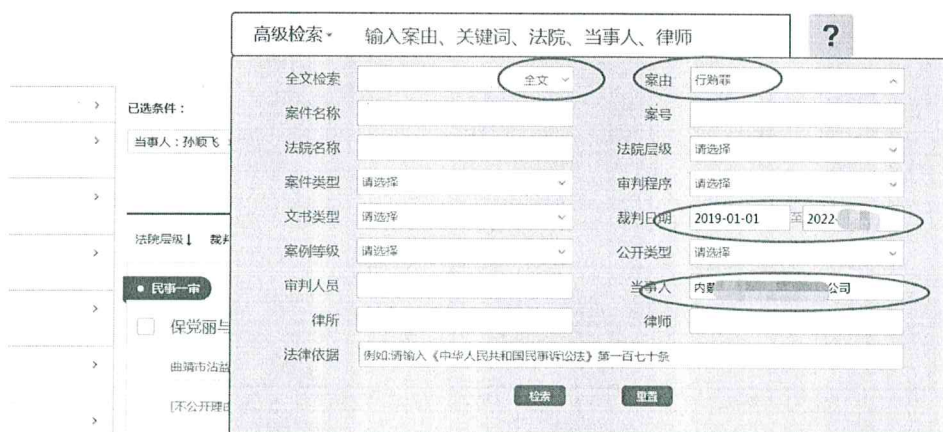 高级检索 输入案由、关键词、法院、当事人、律师 ?
全文检索 全文 案由 行贿罪
案件名称 案号
法院名称 法院层级 请选择
案件类型 请选择 审判程序 请选择
文书类型 请选择 裁判日期 2019-01-01 至 2022-
案例等级 请选择 公开类型 请选择
审判人员 当事人 内蒙 公司
律所 律师
法律依据 例如:请输入《中华人民共和国民事诉讼法》第一百七十条
检索 重置
已选条件：
当事人：孙顺飞
法院层级↓ 裁判
• 民事一审
保党丽与
曲靖市沾益
[不公开理由